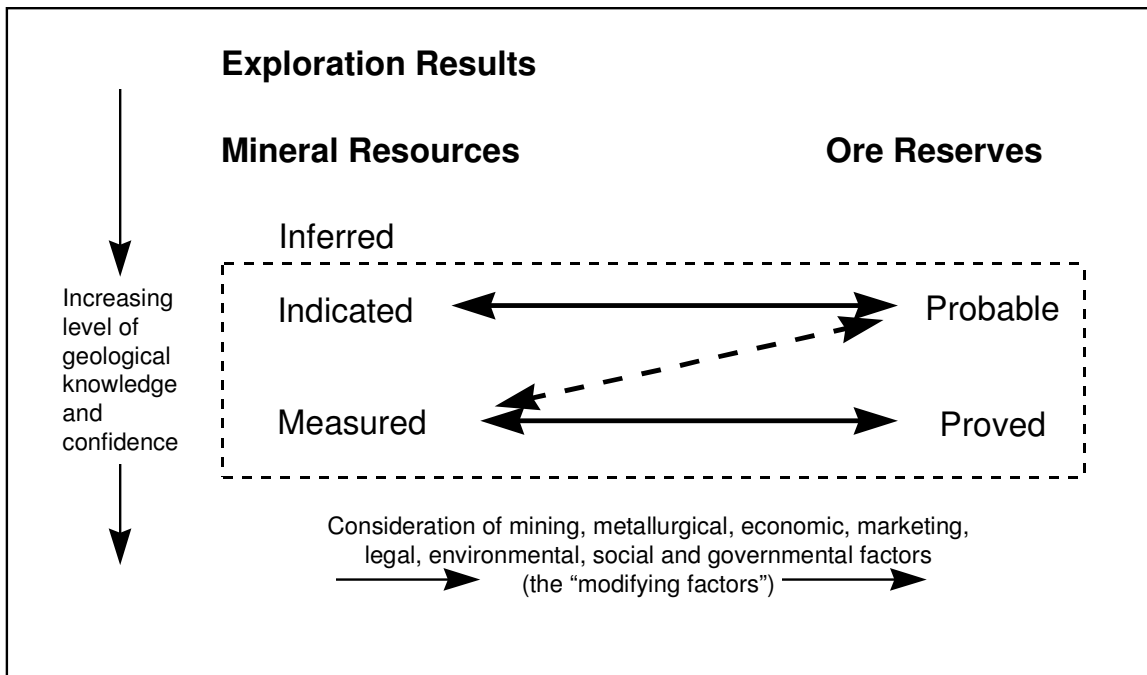 Exploration Results
Mineral Resources
Ore Reserves
Inferred
Increasing
level of
geological
knowledge
and
confidence
Indicated
Probable
Measured
Proved
Consideration of mining, metallurgical, economic, marketing,
legal, environmental, social and governmental factors
(the “modifying factors”)